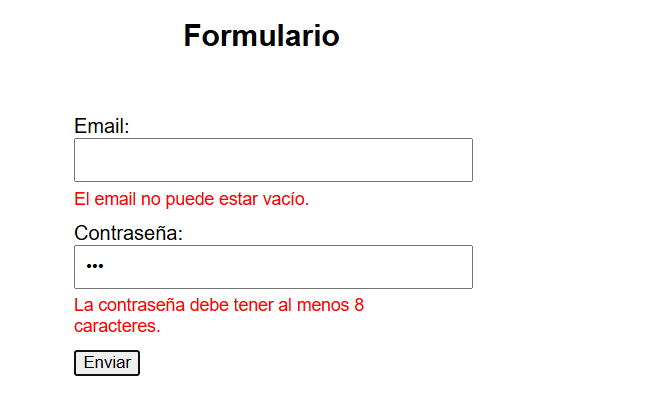 Formulario
Email:
El email no puede estar vacío.
Contraseña:
•••
La contraseña debe tener al menos 8
caracteres.
Enviar